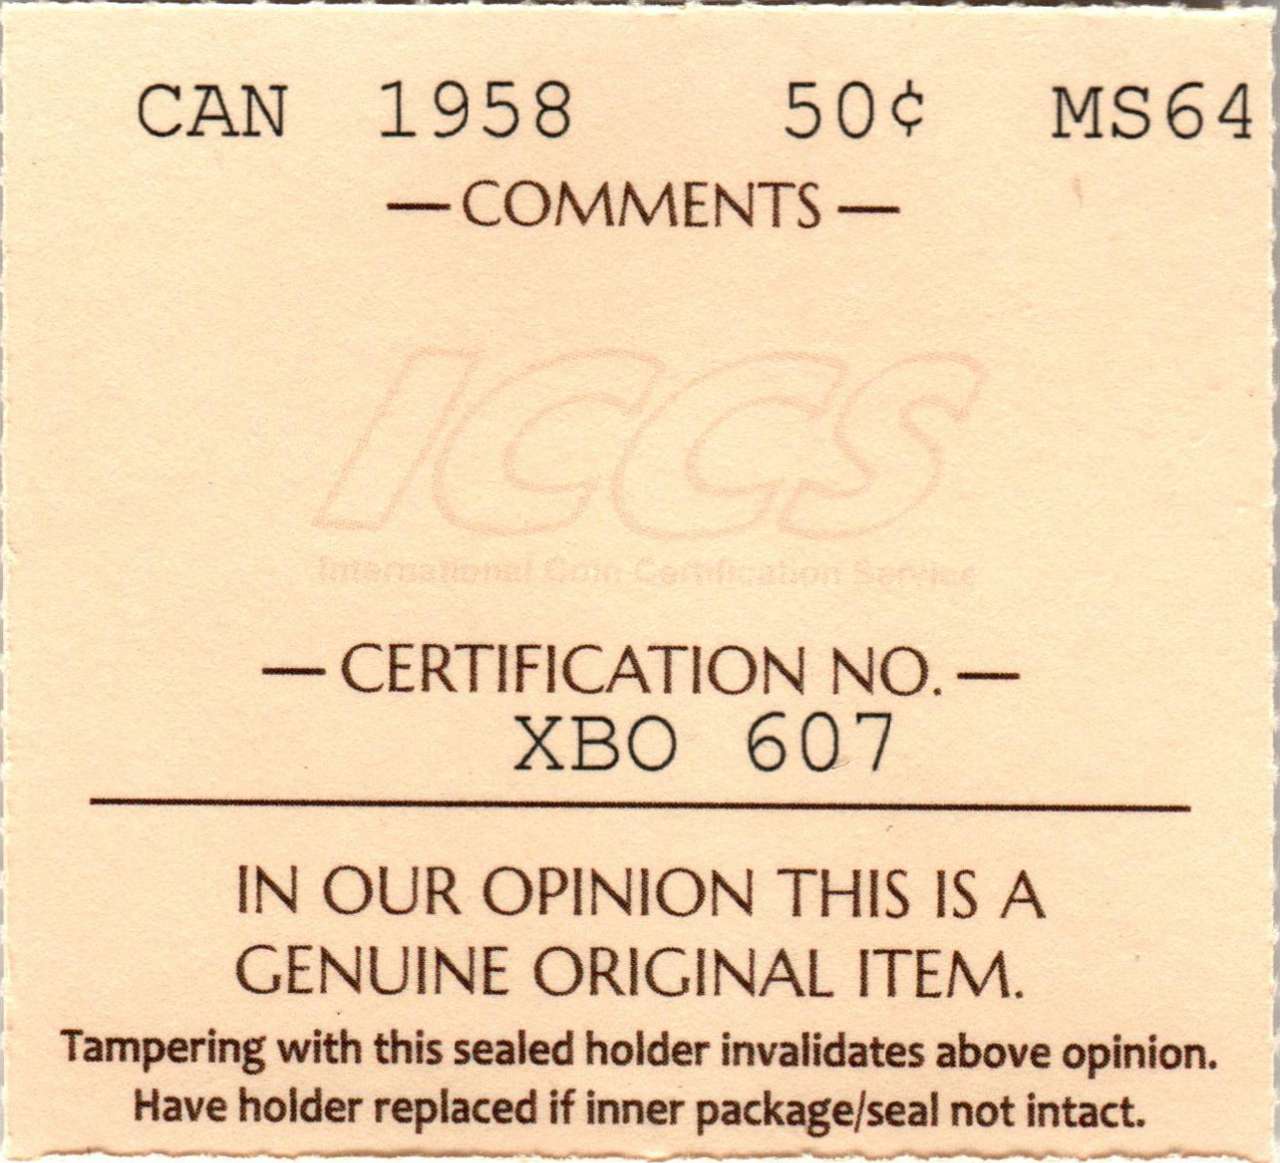 CAN 1958 50¢ MS64
— COMMENTS —
ICCS
International Coin Certification Service
— CERTIFICATION NO. —
XBO 607
IN OUR OPINION THIS IS A
GENUINE ORIGINAL ITEM.
Tampering with this sealed holder invalidates above opinion.
Have holder replaced if inner package/seal not intact.